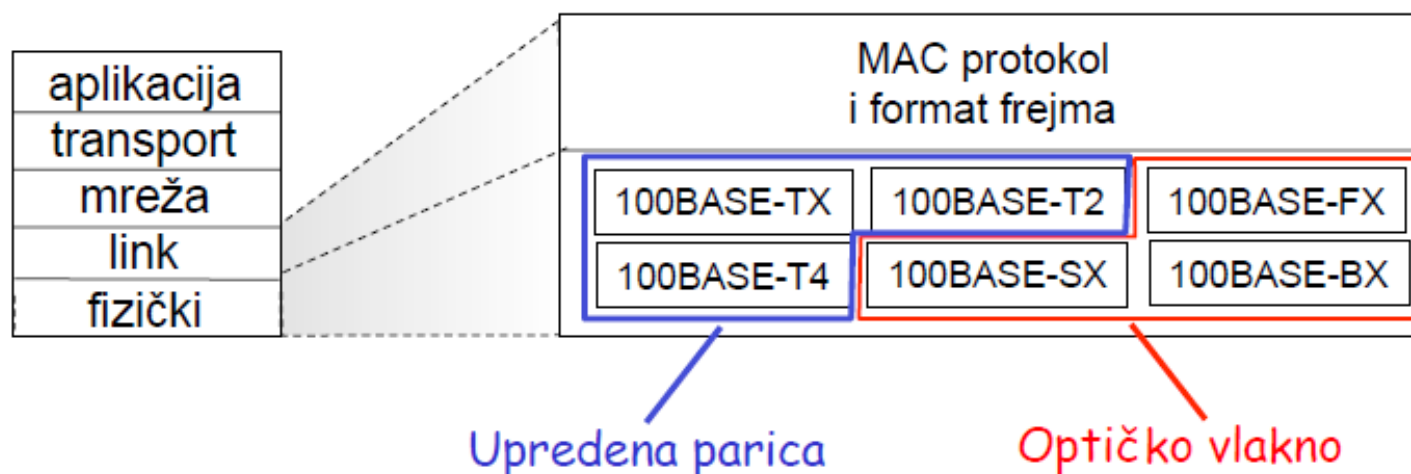 aplikacija
transport
mreža
link
fizički
MAC protokol
i format frejma
100BASE-TX
100BASE-T2
100BASE-FX
100BASE-T4
100BASE-SX
100BASE-BX
Upredena parica
Optičko vlakno